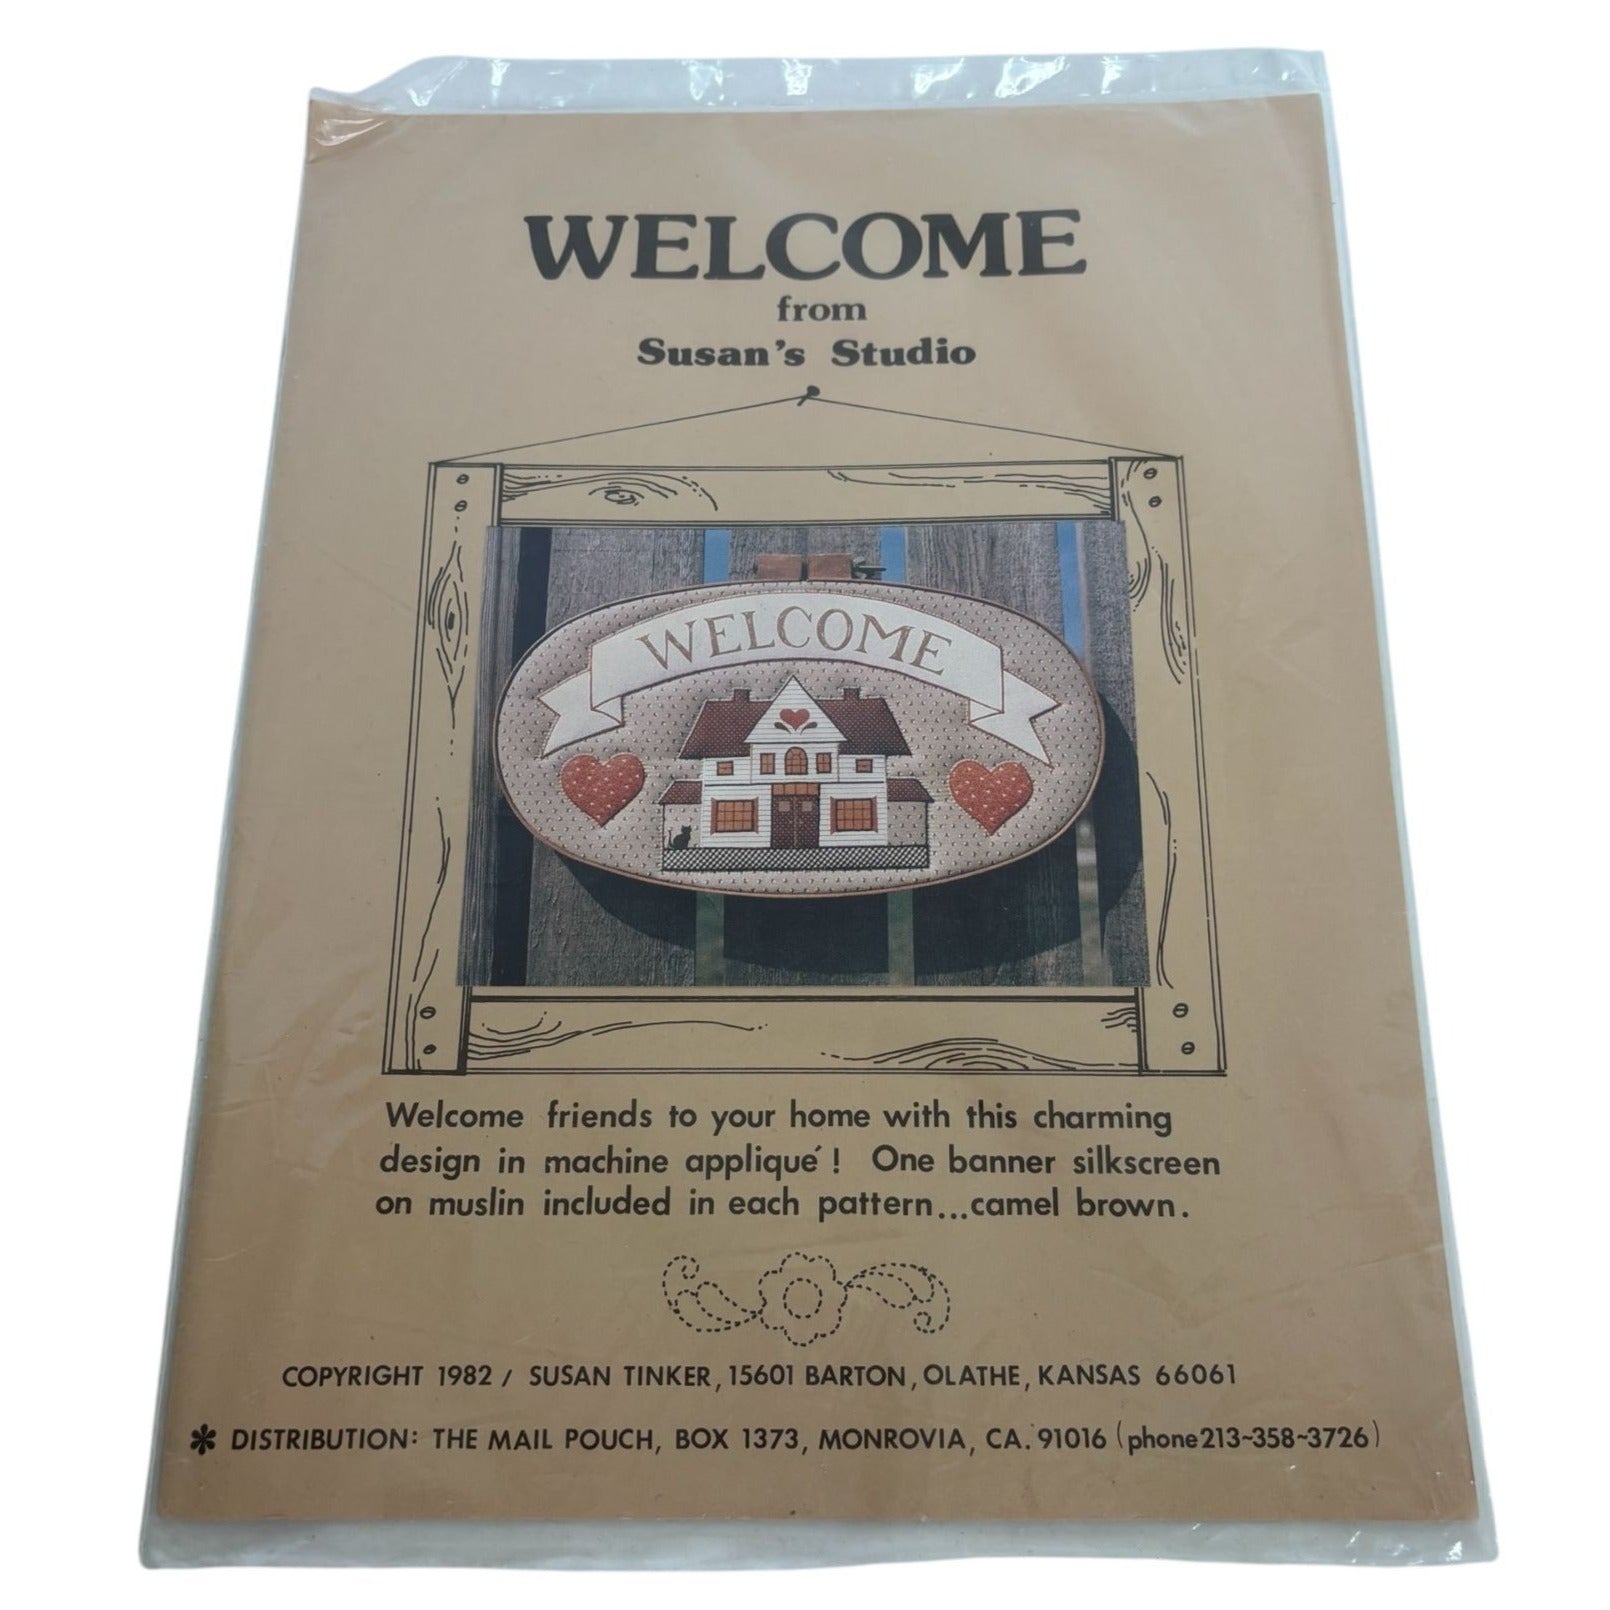 WELCOME
from
Susan's Studio
WELCOME
Welcome friends to your home with this charming
design in machine appliqué! One banner silkscreen
on muslin included in each pattern...camel brown.
COPYRIGHT 1982 / SUSAN TINKER, 15601 BARTON, OLATHE, KANSAS 66061
* DISTRIBUTION: THE MAIL POUCH, BOX 1373, MONROVIA, CA. 91016 (phone 213~358~3726)